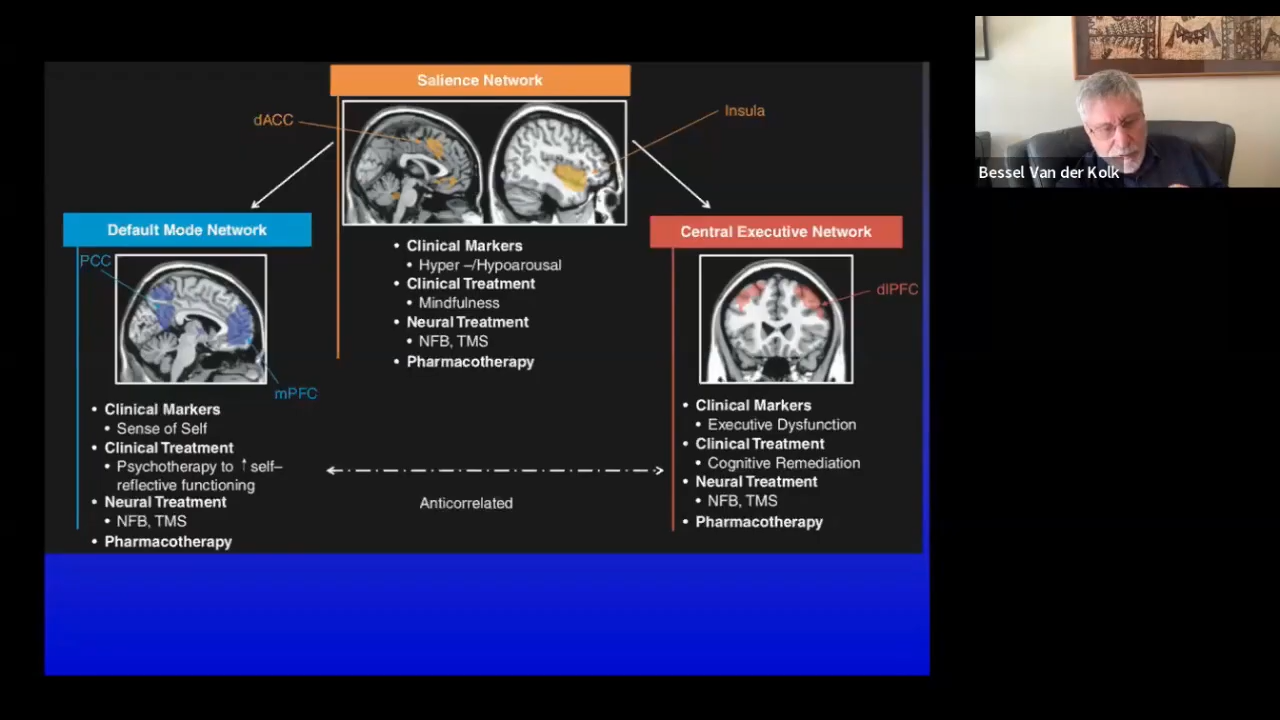 Salience Network
dACC
Insula
• Clinical Markers
• Hyper –/Hypoarousal
• Clinical Treatment
• Mindfulness
• Neural Treatment
• NFB, TMS
• Pharmacotherapy
Default Mode Network
PCC
mPFC
• Clinical Markers
• Sense of Self
• Clinical Treatment
• Psychotherapy to ↑ self–
reflective functioning
• Neural Treatment
• NFB, TMS
• Pharmacotherapy
Anticorrelated
Central Executive Network
dlPFC
• Clinical Markers
• Executive Dysfunction
• Clinical Treatment
• Cognitive Remediation
• Neural Treatment
• NFB, TMS
• Pharmacotherapy
Bessel Van der Kolk